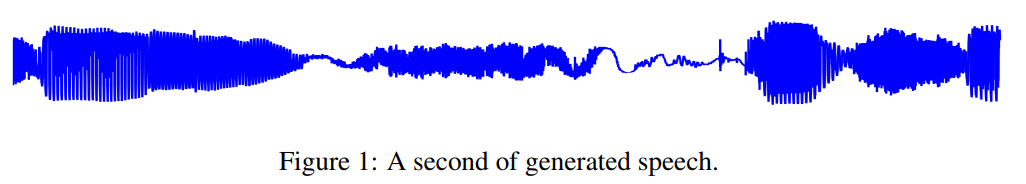 Figure 1: A second of generated speech.